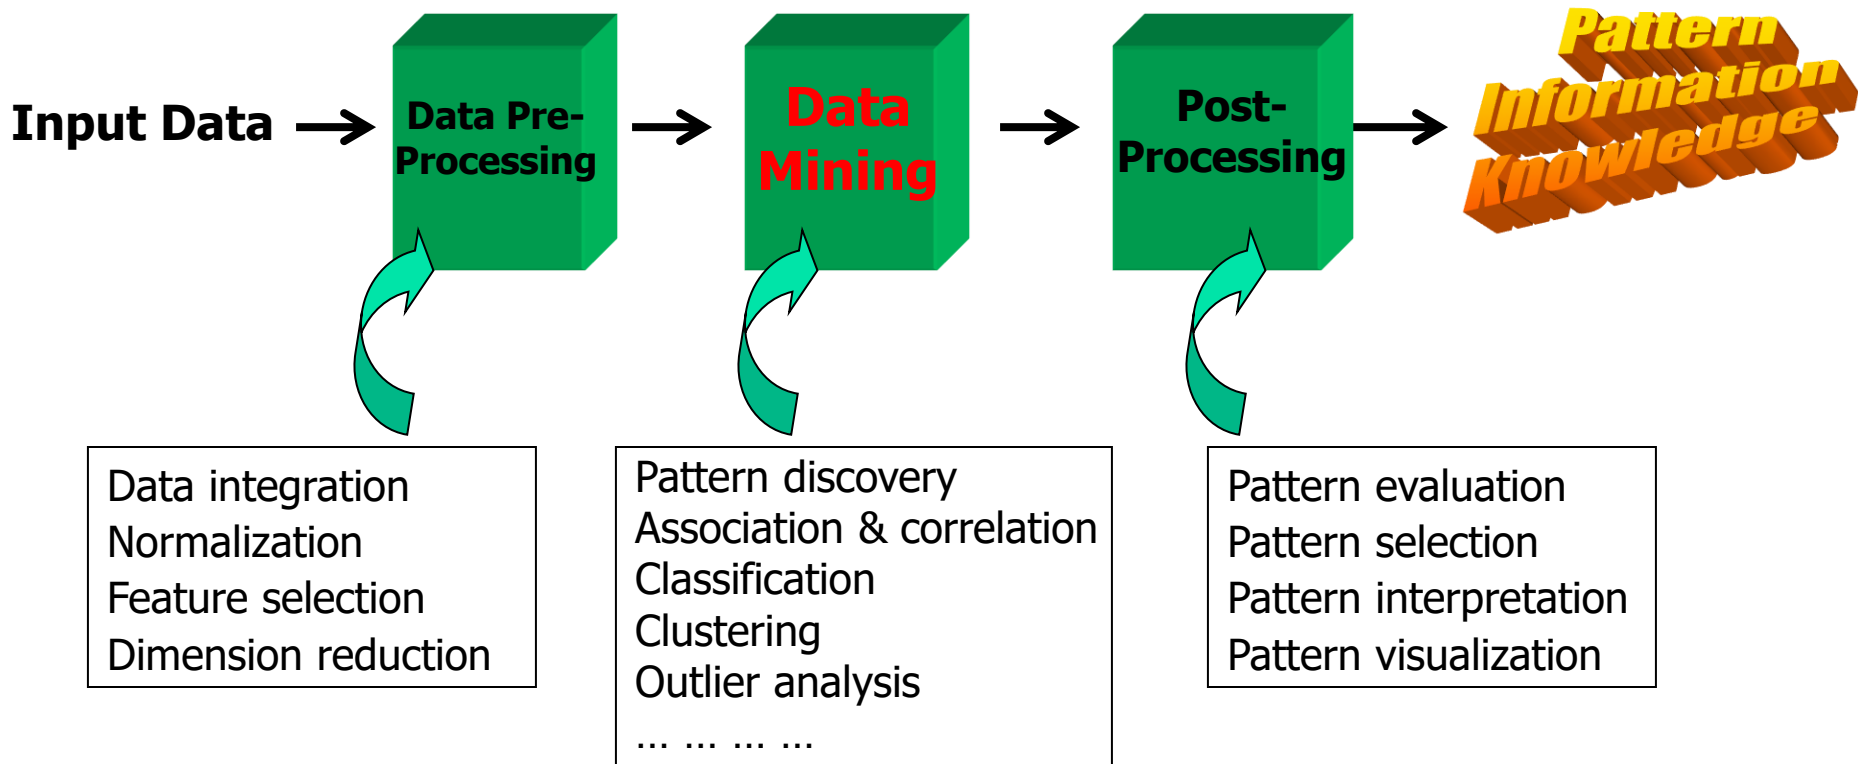 Input Data
Data Pre-
Processing
Data
Mining
Post-
Processing
Pattern
Information
Knowledge
Data integration
Normalization
Feature selection
Dimension reduction
Pattern discovery
Association & correlation
Classification
Clustering
Outlier analysis
… … … …
Pattern evaluation
Pattern selection
Pattern interpretation
Pattern visualization